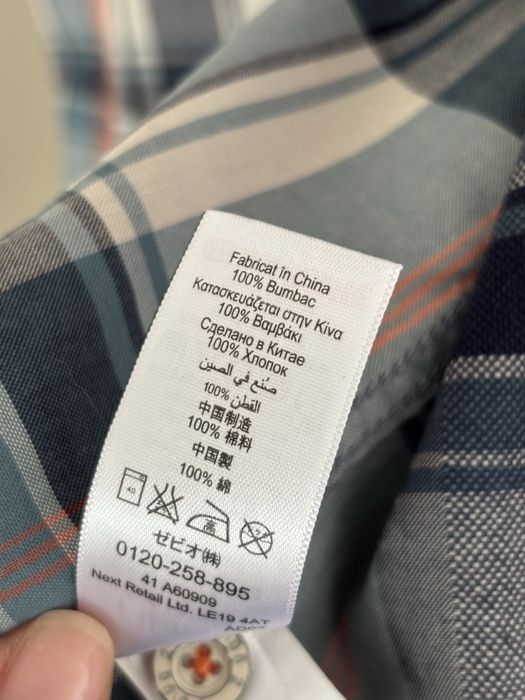 Fabricat în China
100% Bumbac
Κατασκευάζεται στην Κίνα
100% Βαμβάκι
Сделано в Китае
100% Хлопок
صُنع في الصين
القطن 100%
中国制造
100% 棉料
中国製
100% 綿
40
ゼビオ㈱
0120-258-895
41 A60909
Next Retail Ltd. LE19 4AT